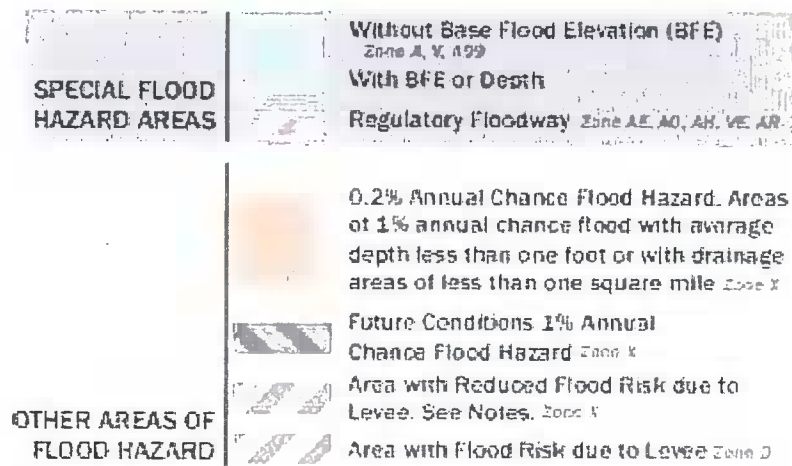 Without Base Flood Elevation (BFE)
Zone A, V, A99
With BFE or Depth
SPECIAL FLOOD
HAZARD AREAS
Regulatory Floodway Zone AE, AO, AH, VE, AR
0.2% Annual Chance Flood Hazard. Areas
of 1% annual chance flood with average
depth less than one foot or with drainage
areas of less than one square mile Zone X
Future Conditions 1% Annual
Chance Flood Hazard Zone X
Area with Reduced Flood Risk due to
Levee. See Notes. Zone X
OTHER AREAS OF
FLOOD HAZARD
Area with Flood Risk due to Levee Zone D